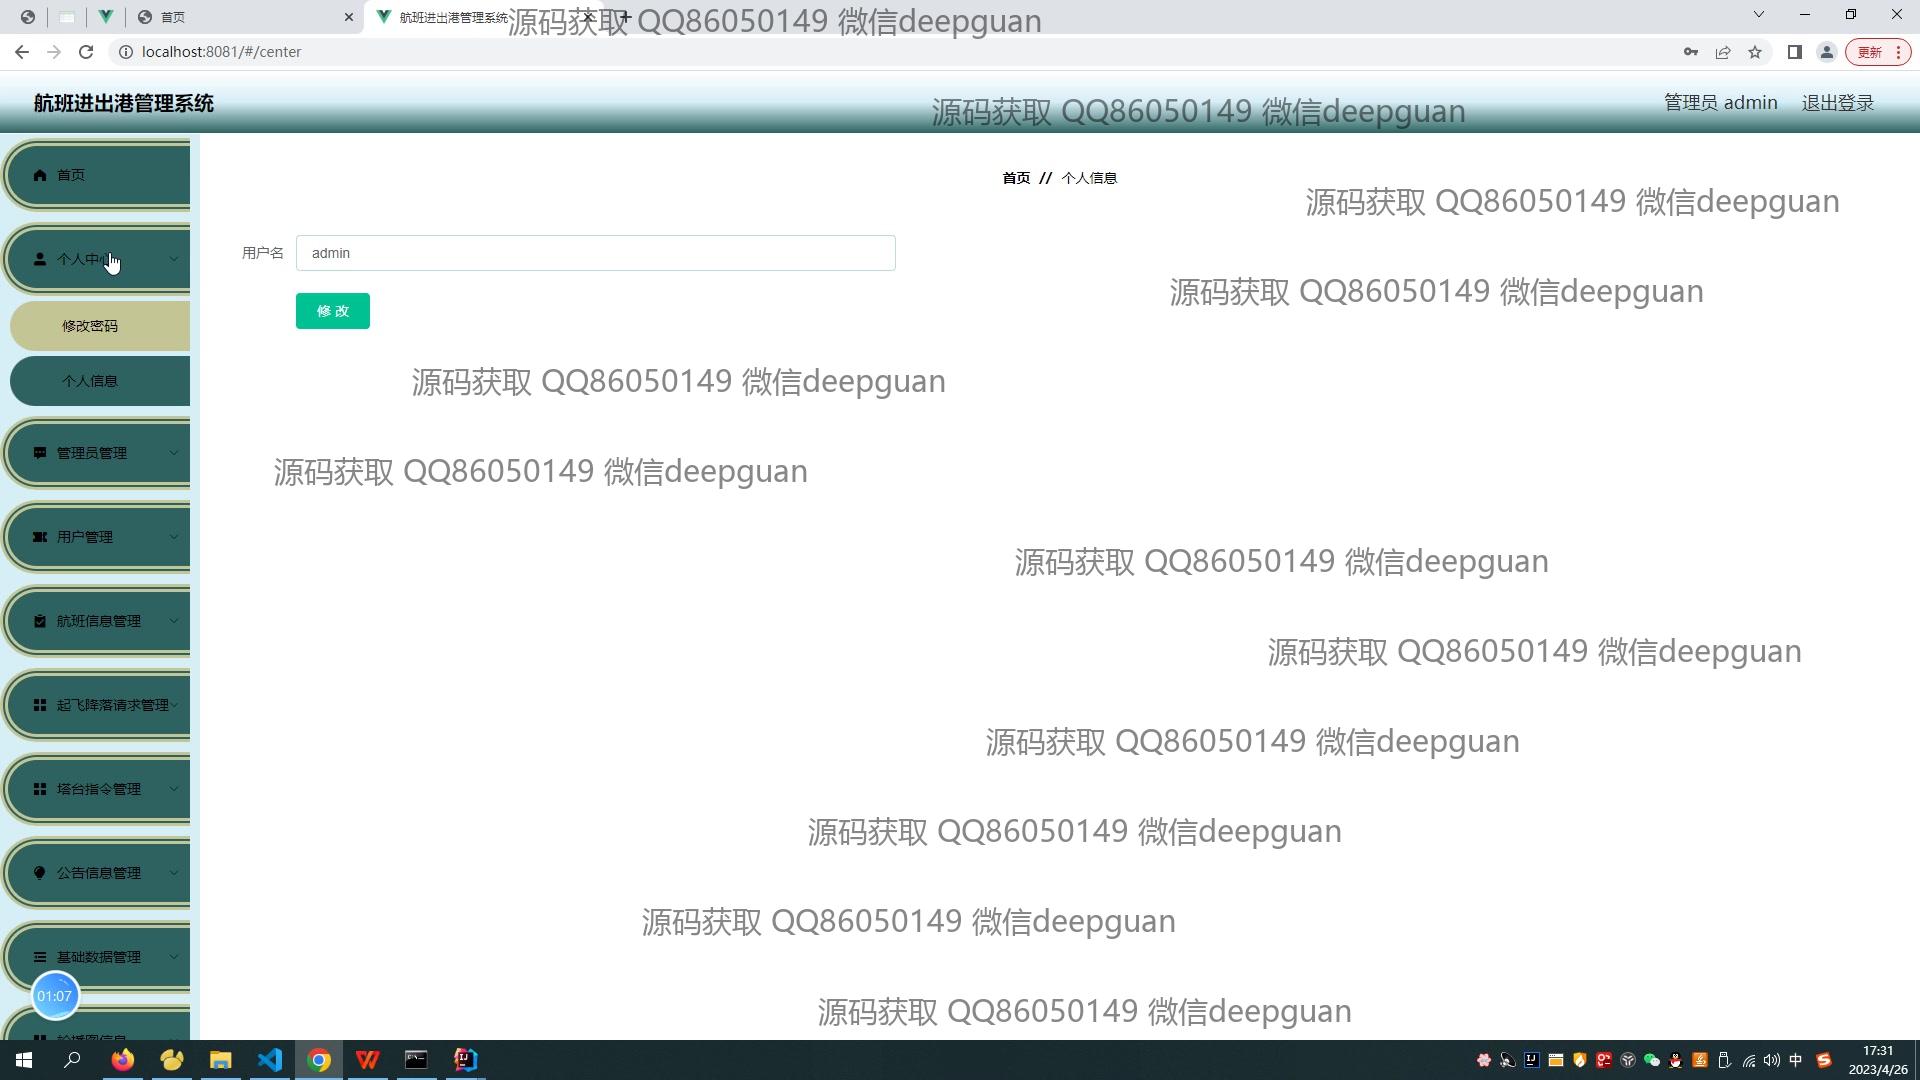 首页
航班进出港管理系统
源码获取 QQ86050149 微信deepguan
localhost:8081/#/center
更新
航班进出港管理系统
源码获取 QQ86050149 微信deepguan
管理员 admin
退出登录
首页
首页 // 个人信息
源码获取 QQ86050149 微信deepguan
个人中心
用户名
admin
源码获取 QQ86050149 微信deepguan
修 改
修改密码
个人信息
源码获取 QQ86050149 微信deepguan
管理员管理
源码获取 QQ86050149 微信deepguan
用户管理
源码获取 QQ86050149 微信deepguan
航班信息管理
源码获取 QQ86050149 微信deepguan
起飞降落请求管理
源码获取 QQ86050149 微信deepguan
塔台指令管理
源码获取 QQ86050149 微信deepguan
公告信息管理
源码获取 QQ86050149 微信deepguan
基础数据管理
01:07
源码获取 QQ86050149 微信deepguan
轮播图信息
中
17:31
2023/4/26